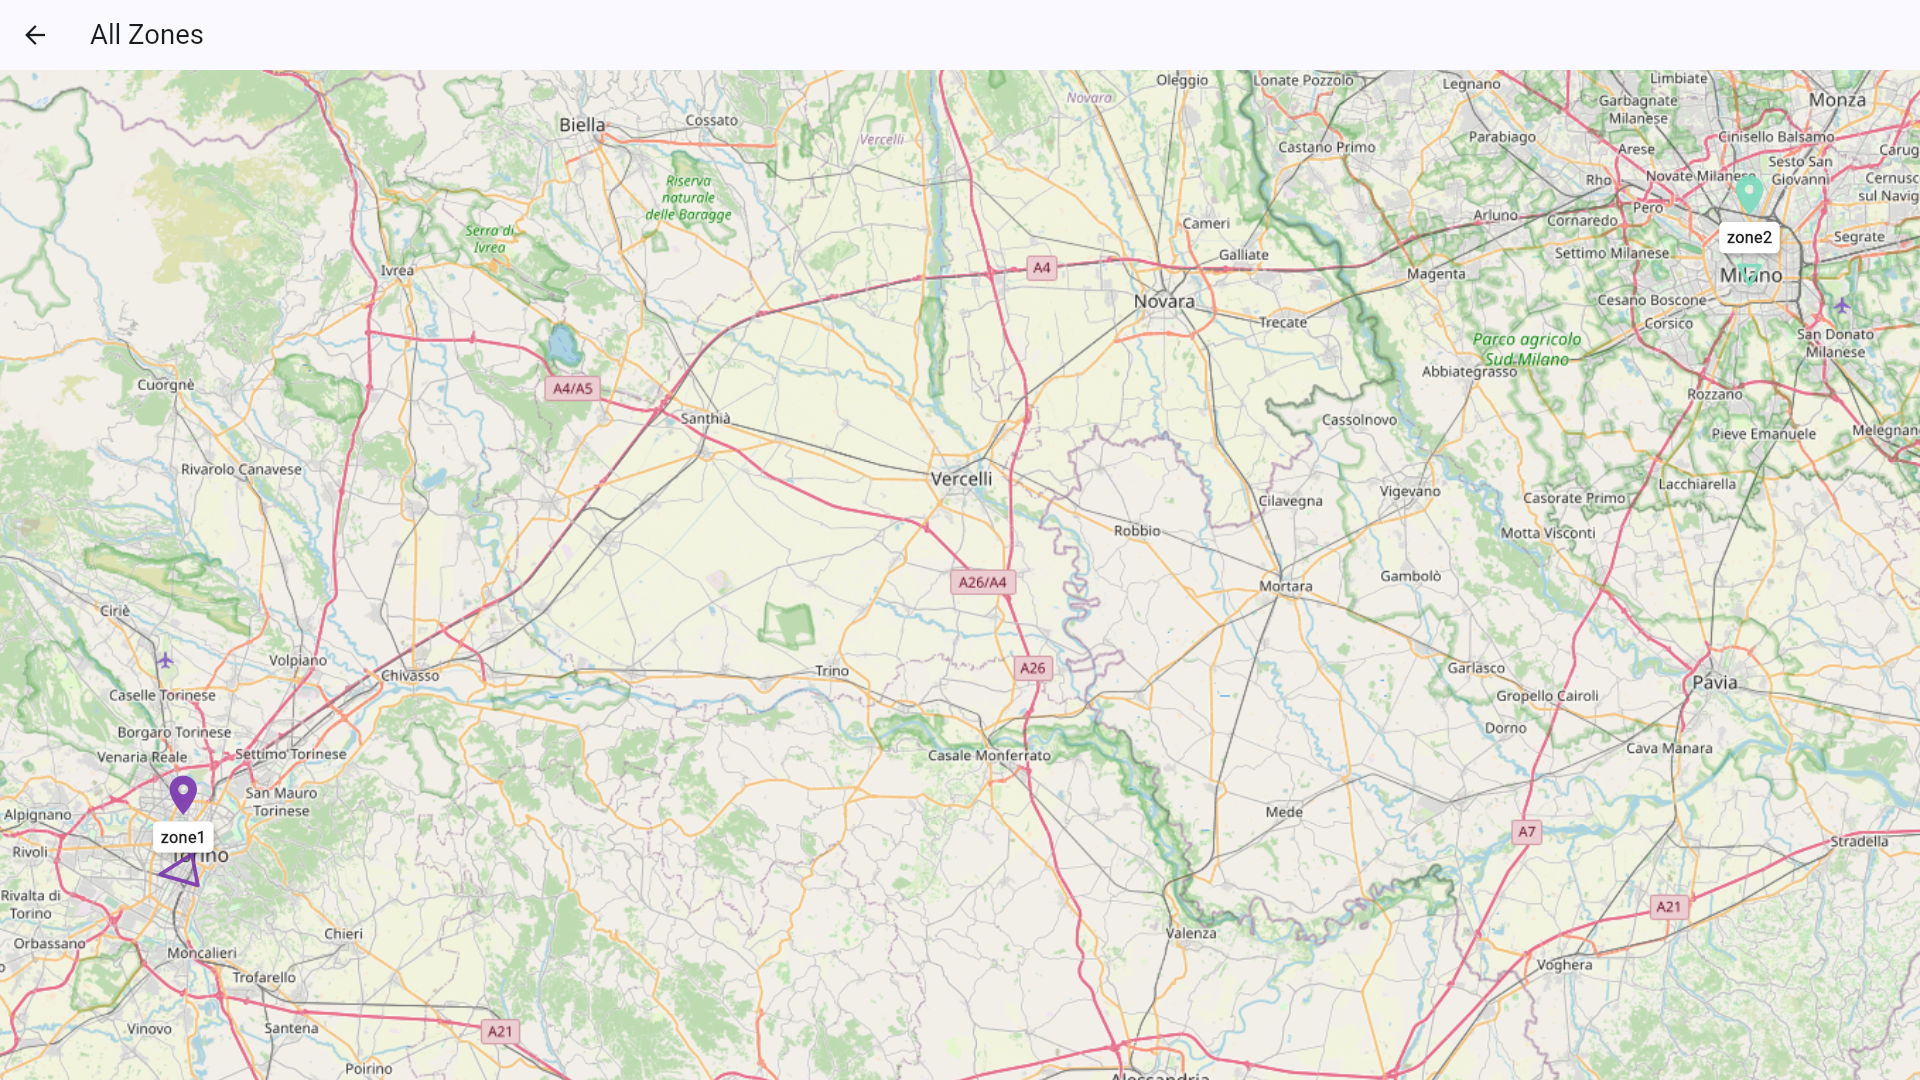 All Zones
Oleggio
Lonate Pozzolo
Legnano
Limbiate
Garbagnate
Milanese
Monza
Novara
Biella
Cossato
Vercelli
Castano Primo
Parabiago
Cinisello Balsamo
Arese
Sesto San
Giovanni
Rho
Pero
Cernusc
sul Navig
Riserva
naturale
delle Baragge
Cameri
Arluno
Cornaredo
zone2
Segrate
Serra di
Ivrea
Galliate
Settimo Milanese
Ivrea
A4
Magenta
Milano
Novara
Cesano Boscone
Trecate
Corsico
San Donato
Milanese
Parco agricolo
Sud Milano
Abbiategrasso
Cuorgnè
A4/A5
Rozzano
Santhià
Cassolnovo
Pieve Emanuele
Melegnan
Rivarolo Canavese
Vercelli
Vigevano
Lacchiarella
Cilavegna
Casorate Primo
Robbio
Motta Visconti
A26/A4
Mortara
Gambolò
Ciriè
Volpiano
Chivasso
Trino
A26
Garlasco
Gropello Cairoli
Pavia
Caselle Torinese
Borgaro Torinese
Dorno
Venaria Reale
Settimo Torinese
Casale Monferrato
Cava Manara
San Mauro
Torinese
Alpignano
Mede
zone1
A7
Stradella
Rivoli
Torino
Rivalta di
Torino
A21
Orbassano
Chieri
Valenza
Moncalieri
Voghera
Trofarello
Vinovo
Santena
A21
Poirino
Alessandria